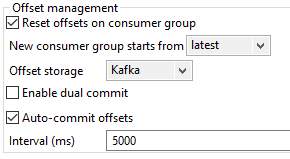 Offset management
Reset offsets on consumer group
New consumer group starts from latest
Offset storage Kafka
Enable dual commit
Auto-commit offsets
Interval (ms) 5000